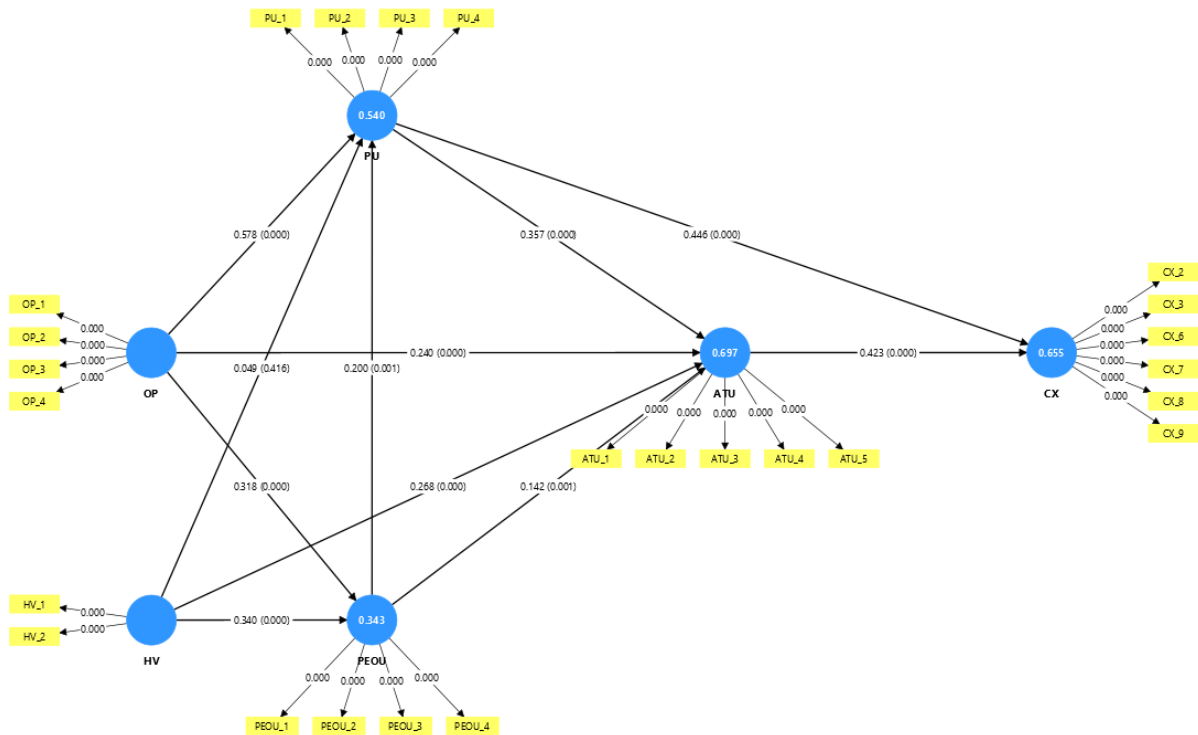 PU_1 PU_2 PU_3 PU_4
0.000 0.000 0.000 0.000
0.540
PU
0.578 (0.000) 0.357 (0.000) 0.446 (0.000)
OP_1
OP_2
OP_3
OP_4
0.000
0.000
0.000
0.000
OP
0.240 (0.000)
0.049 (0.416) 0.200 (0.001)
0.697
ATU
0.423 (0.000)
0.655
CX
0.000
0.000
0.000
0.000
0.000
0.000
CX_2
CX_3
CX_6
CX_7
CX_8
CX_9
0.000 0.000 0.000 0.000 0.000
ATU_1 ATU_2 ATU_3 ATU_4 ATU_5
0.318 (0.000) 0.268 (0.000) 0.142 (0.001)
HV_1
HV_2
0.000
0.000
HV
0.340 (0.000)
0.343
PEOU
0.000 0.000 0.000 0.000
PEOU_1 PEOU_2 PEOU_3 PEOU_4